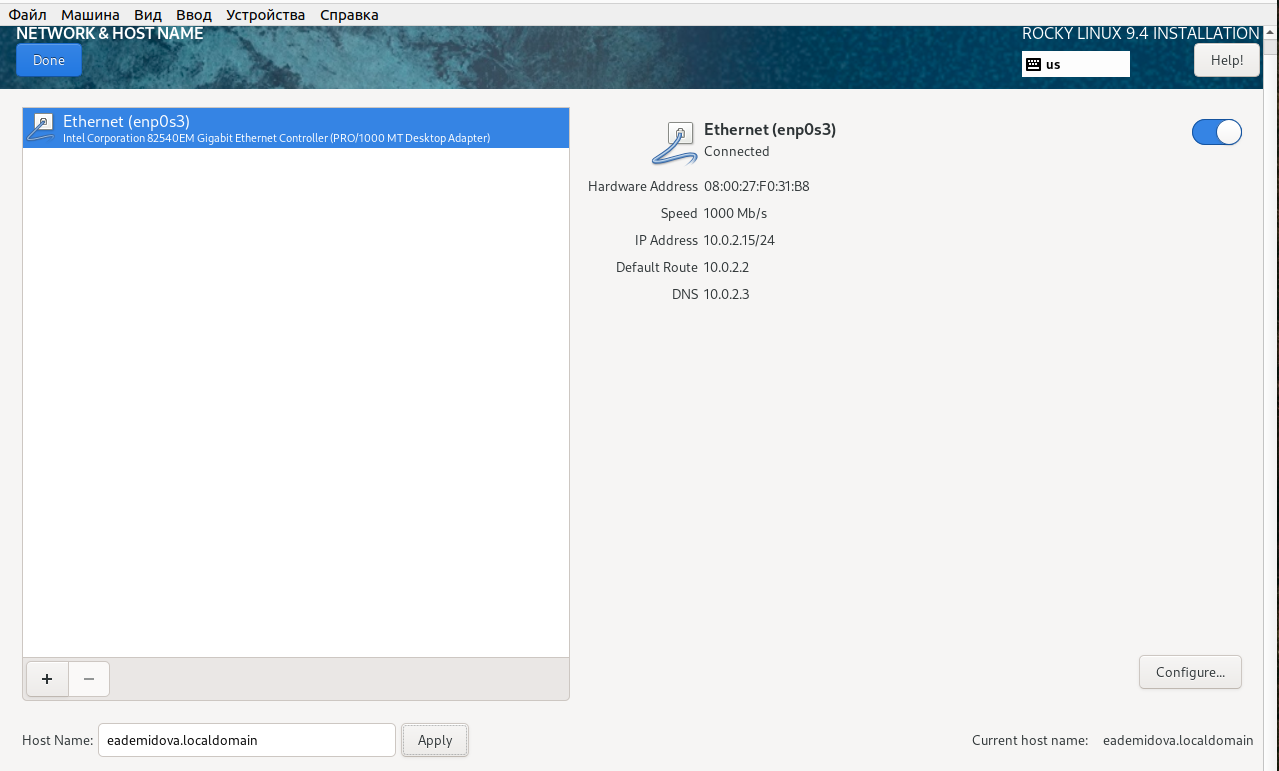 Файл Машина Вид Ввод Устройства Справка
NETWORK & HOST NAME
ROCKY LINUX 9.4 INSTALLATION
Done
us
Help!
Ethernet (enp0s3)
Intel Corporation 82540EM Gigabit Ethernet Controller (PRO/1000 MT Desktop Adapter)
Ethernet (enp0s3)
Connected
Hardware Address 08:00:27:F0:31:B8
Speed 1000 Mb/s
IP Address 10.0.2.15/24
Default Route 10.0.2.2
DNS 10.0.2.3
+ −
Configure...
Host Name: eademidova.localdomain Apply
Current host name: eademidova.localdomain